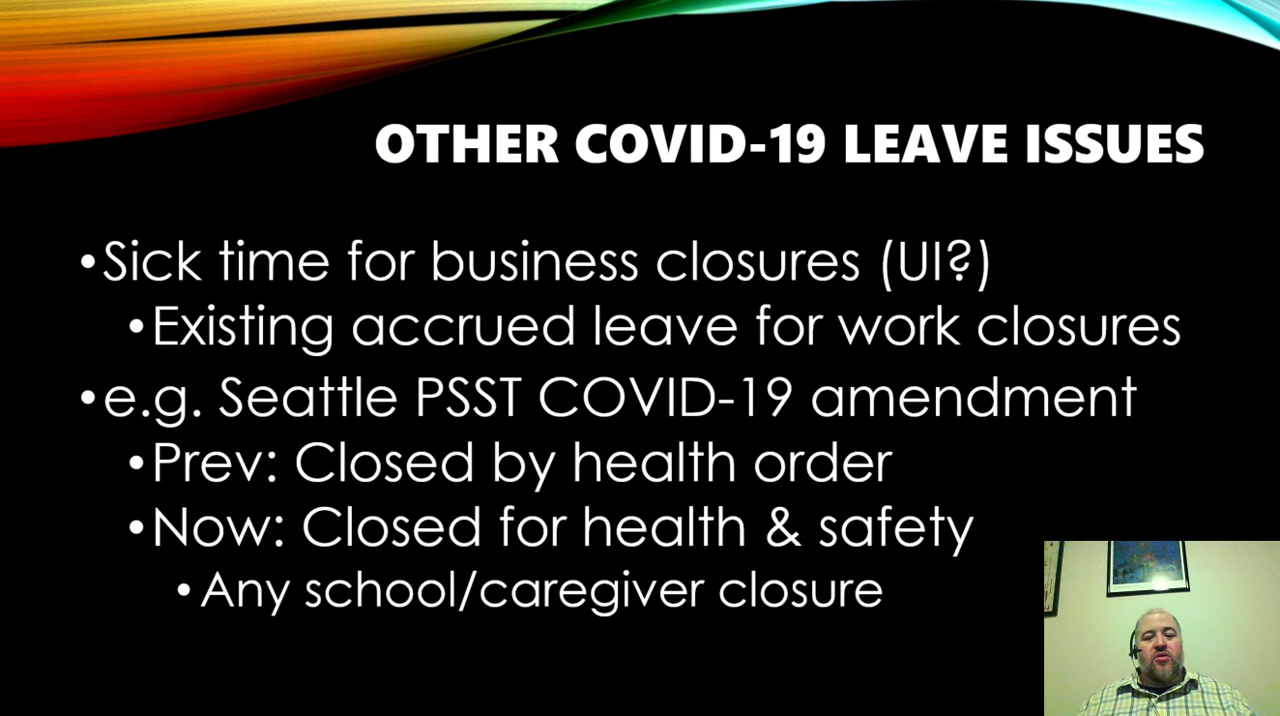 OTHER COVID-19 LEAVE ISSUES
•Sick time for business closures (UI?)
•Existing accrued leave for work closures
•e.g. Seattle PSST COVID-19 amendment
•Prev: Closed by health order
•Now: Closed for health & safety
•Any school/caregiver closure